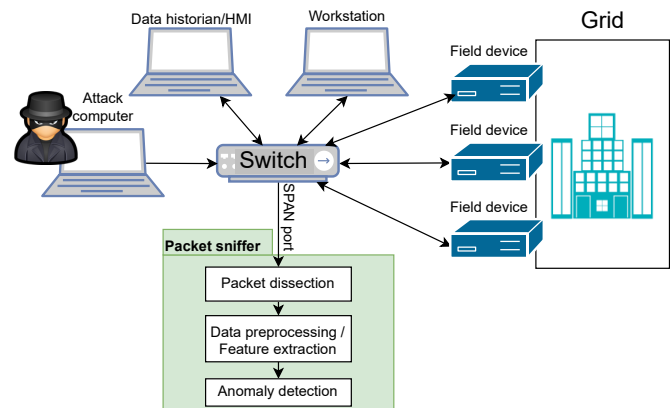 Data historian/HMI
Workstation
Grid
Field device
Attack
computer
Field device
Switch
SPAN port
Field device
Packet sniffer
Packet dissection
Data preprocessing /
Feature extraction
Anomaly detection